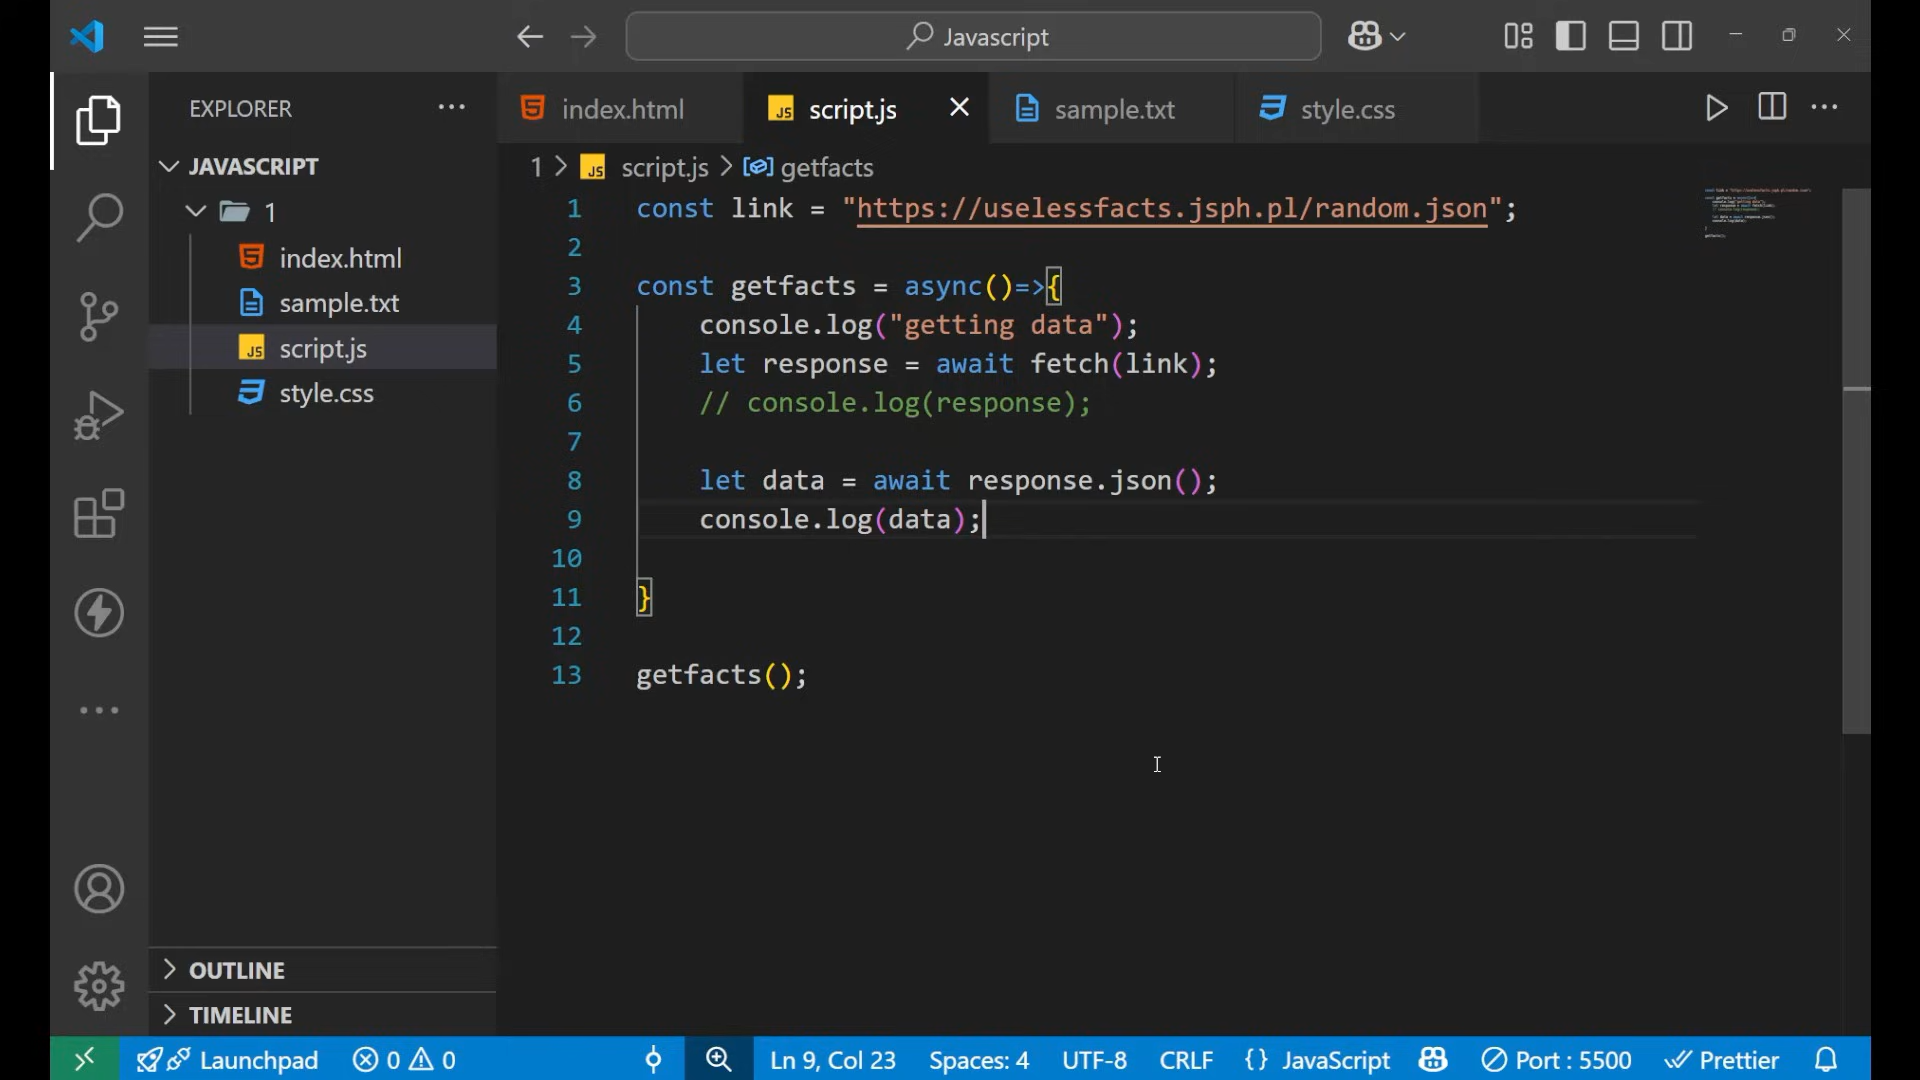 Javascript
EXPLORER
index.html
script.js
sample.txt
style.css
JAVASCRIPT
1 > script.js > getfacts
1
index.html
sample.txt
script.js
style.css
1 const link = "https://uselessfacts.jsph.pl/random.json";
2
3 const getfacts = async()=>{
4 console.log("getting data");
5 let response = await fetch(link);
6 // console.log(response);
7
8 let data = await response.json();
9 console.log(data);
10
11 }
12
13 getfacts();
OUTLINE
TIMELINE
Launchpad 0 0 Ln 9, Col 23 Spaces: 4 UTF-8 CRLF {} JavaScript Port : 5500 Prettier